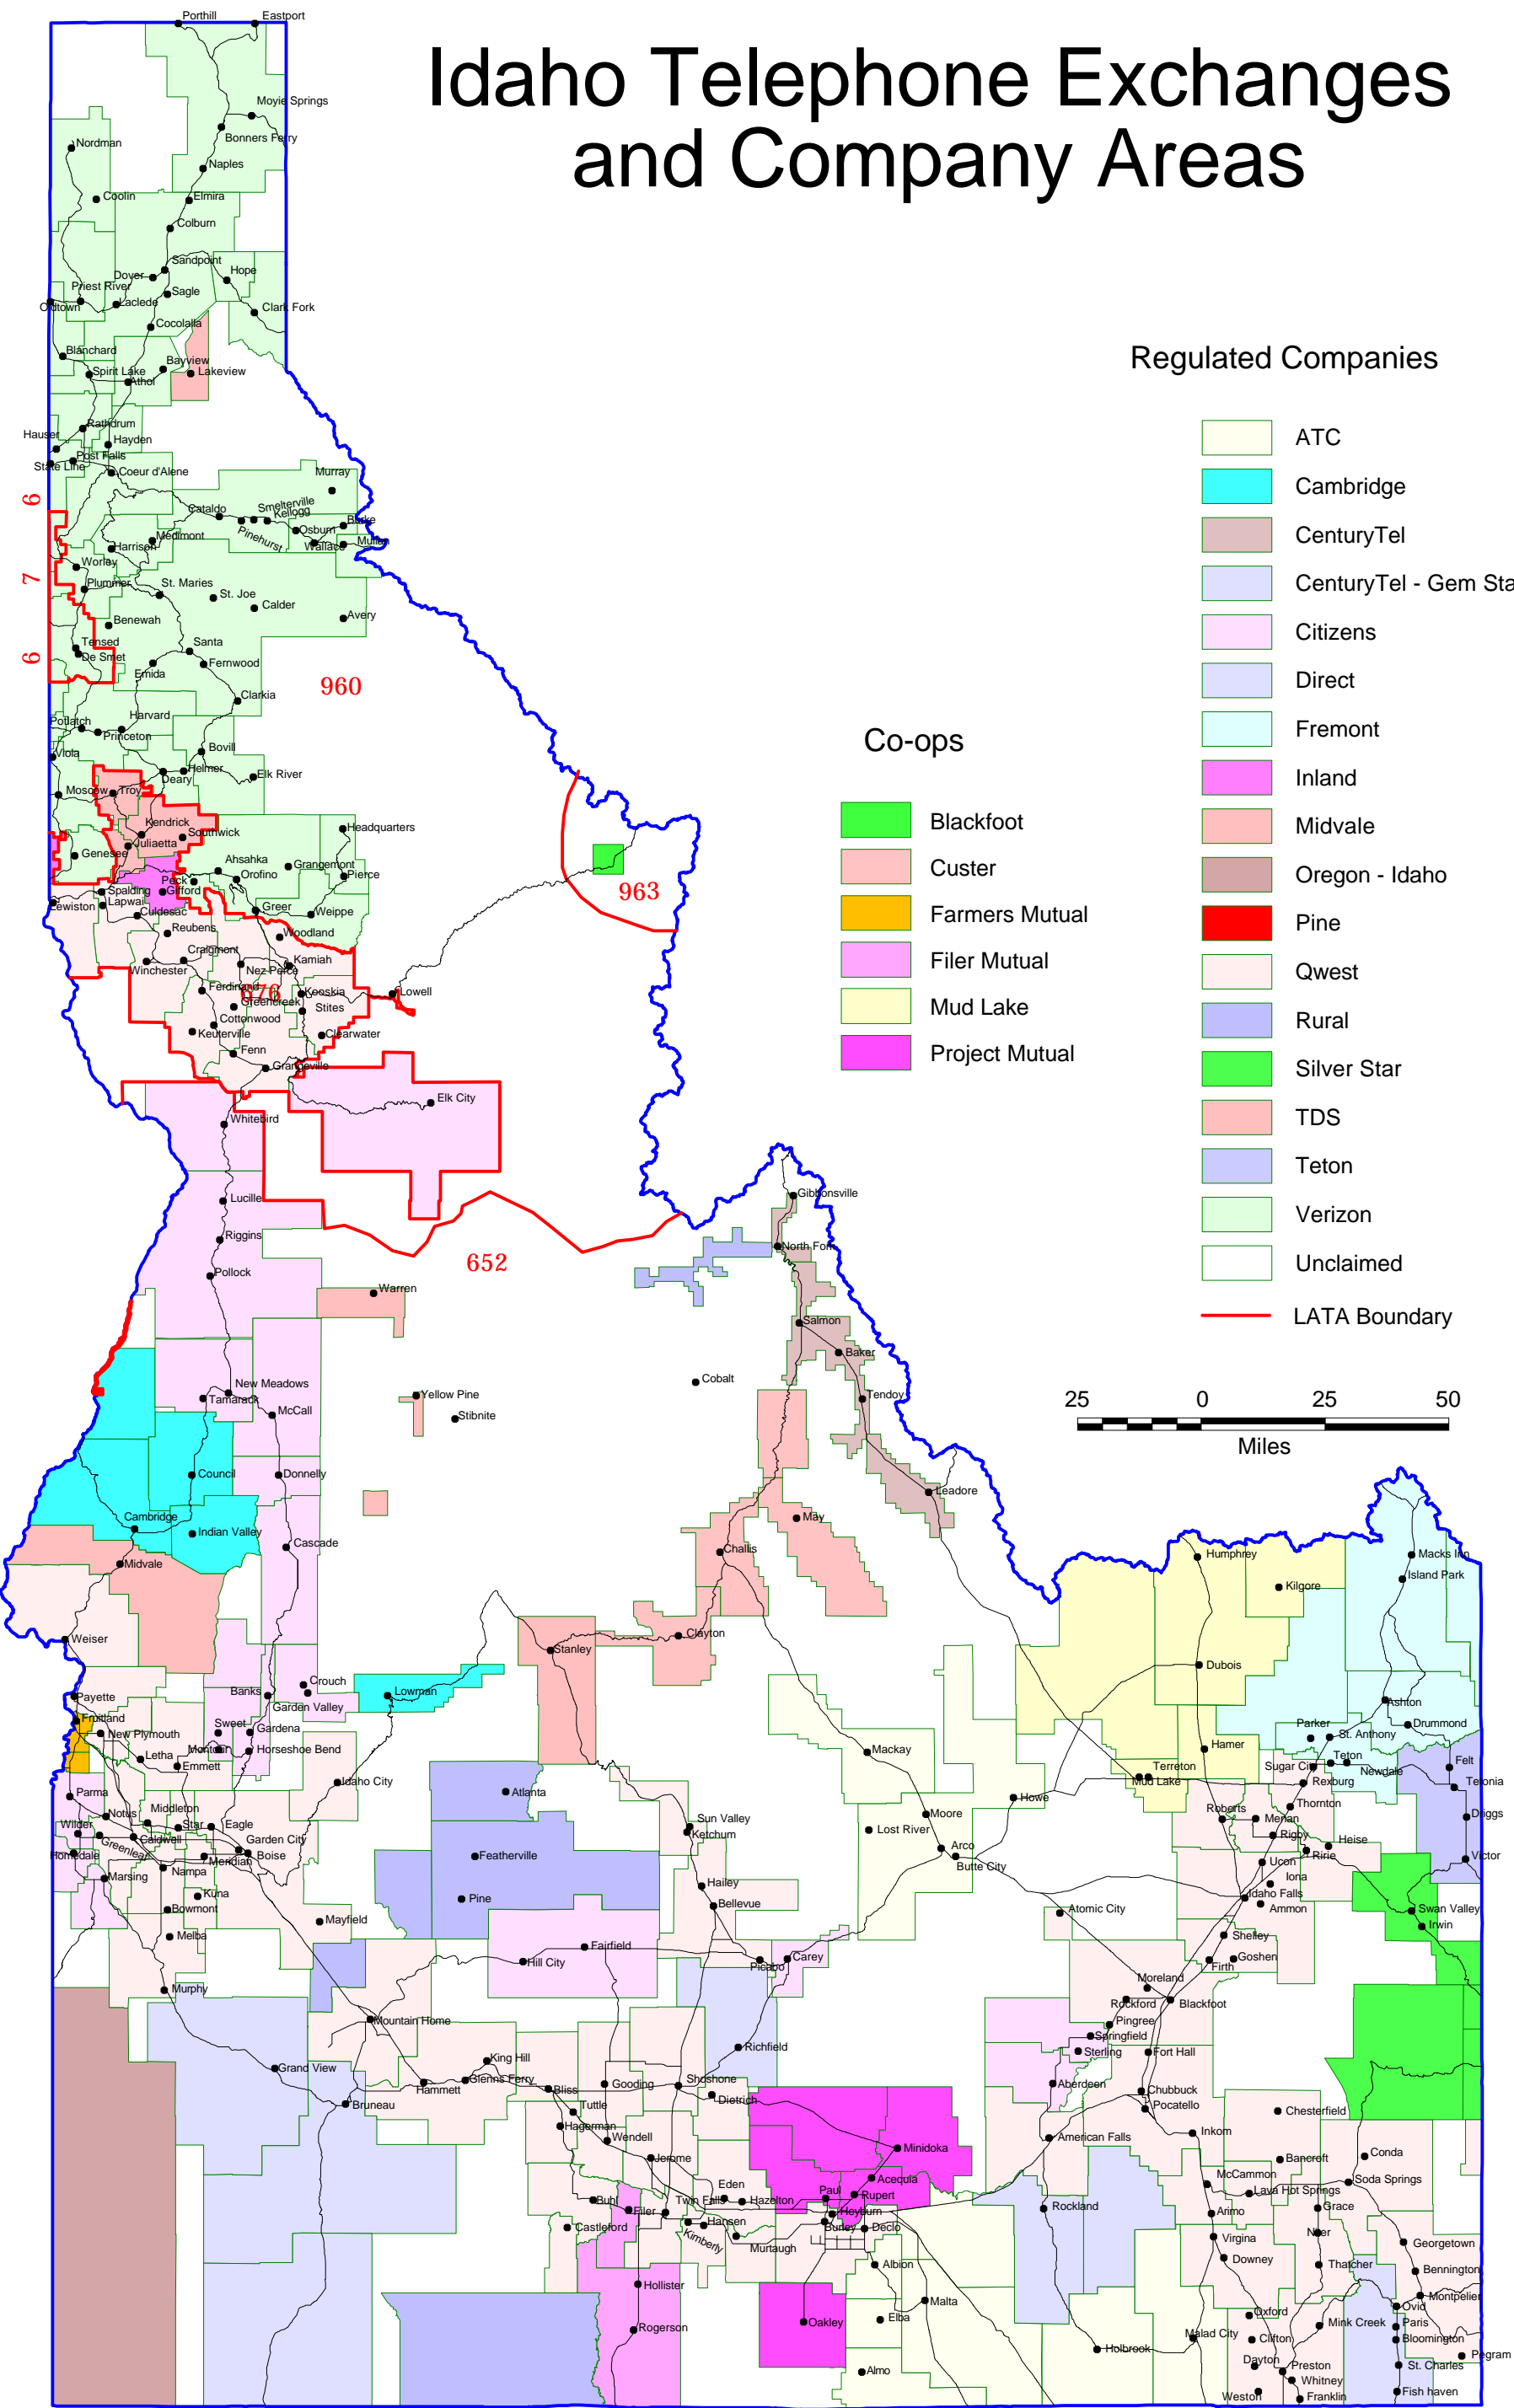 Idaho Telephone Exchanges
and Company Areas
Porthill
Eastport
Moyie Springs
Bonners Ferry
Nordman
Naples
Coolin
Elmira
Colburn
Sandpoint
Dover
Hope
Priest River
Sagle
Oldtown
Laclede
Clark Fork
Cocolalla
Blanchard
Bayview
Spirit Lake
Lakeview
Athol
Rathdrum
Hauser
Hayden
State Line
Post Falls
Coeur d'Alene
Murray
6
Cataldo
Smelterville
Kellogg
Pinehurst
Osburn
Burke
Wallace
Mullan
Medimont
Harrison
Worley
7
Plummer
St. Maries
St. Joe
Calder
Avery
Benewah
6
Tensed
De Smet
Santa
Emida
Fernwood
960
Clarkia
Potlatch
Harvard
Princeton
Viola
Bovill
Deary
Helmer
Elk River
Moscow
Troy
Kendrick
Southwick
Juliaetta
Headquarters
Genesee
Ahsahka
Grangemont
Peck
Orofino
Pierce
963
Spalding
Gifford
Lewiston
Lapwai
Culdesac
Greer
Weippe
Reubens
Woodland
Craigmont
Winchester
Nez Perce
Kamiah
Ferdinand
676
Kooskia
Lowell
Greencreek
Stites
Cottonwood
Keuterville
Clearwater
Fenn
Grangeville
Elk City
Whitebird
Lucille
Riggins
652
Pollock
Warren
Gibbonsville
North Fork
Salmon
Baker
Cobalt
Tendoy
New Meadows
Tamarack
McCall
Yellow Pine
Stibnite
Council
Donnelly
Leadore
Cambridge
Indian Valley
Cascade
May
Challis
Midvale
Weiser
Stanley
Clayton
Crouch
Banks
Garden Valley
Lowman
Payette
Fruitland
New Plymouth
Sweet
Gardena
Letha
Montour
Horseshoe Bend
Emmett
Idaho City
Parma
Atlanta
Notus
Middleton
Star
Eagle
Wilder
Greenleaf
Caldwell
Garden City
Homedale
Meridian
Boise
Nampa
Marsing
Kuna
Bowmont
Melba
Mayfield
Murphy
Featherville
Pine
Sun Valley
Ketchum
Hailey
Bellevue
Fairfield
Hill City
Picabo
Carey
Mountain Home
Grand View
Bruneau
Hammett
King Hill
Glenns Ferry
Bliss
Gooding
Shoshone
Richfield
Dietrich
Tuttle
Hagerman
Wendell
Jerome
Buhl
Filer
Twin Falls
Eden
Hazelton
Castleford
Kimberly
Hansen
Murtaugh
Paul
Rupert
Acequia
Minidoka
Heyburn
Burley
Declo
Albion
Hollister
Rogerson
Oakley
Elba
Malta
Almo
Humphrey
Kilgore
Macks Inn
Island Park
Dubois
Ashton
Drummond
Mackay
Hamer
Parker
St. Anthony
Terreton
Mud Lake
Sugar City
Teton
Newdale
Felt
Rexburg
Tetonia
Howe
Moore
Lost River
Roberts
Menan
Thornton
Driggs
Rigby
Heise
Arco
Butte City
Ririe
Victor
Ucon
Iona
Idaho Falls
Ammon
Atomic City
Swan Valley
Irwin
Shelley
Goshen
Firth
Moreland
Rockford
Blackfoot
Pingree
Springfield
Sterling
Fort Hall
Aberdeen
Chubbuck
Pocatello
Chesterfield
American Falls
Inkom
Bancroft
Conda
McCammon
Lava Hot Springs
Soda Springs
Rockland
Arimo
Grace
Niter
Virgina
Georgetown
Downey
Thatcher
Bennington
Montpelier
Ovid
Oxford
Mink Creek
Paris
Malad City
Clifton
Bloomington
Holbrook
Dayton
Preston
St. Charles
Pegram
Whitney
Weston
Franklin
Fish haven
Co-ops
Blackfoot
Custer
Farmers Mutual
Filer Mutual
Mud Lake
Project Mutual
Regulated Companies
ATC
Cambridge
CenturyTel
CenturyTel - Gem Sta
Citizens
Direct
Fremont
Inland
Midvale
Oregon - Idaho
Pine
Qwest
Rural
Silver Star
TDS
Teton
Verizon
Unclaimed
LATA Boundary
25 0 25 50
Miles